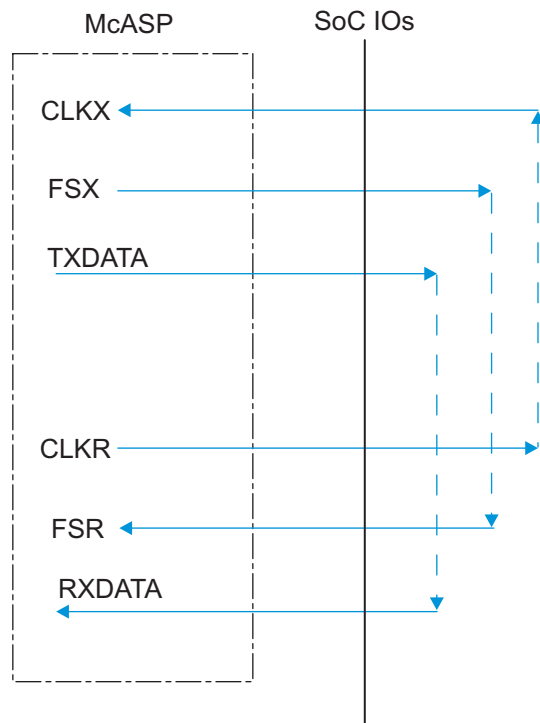 McASP
SoC IOs
CLKX
FSX
TXDATA
CLKR
FSR
RXDATA